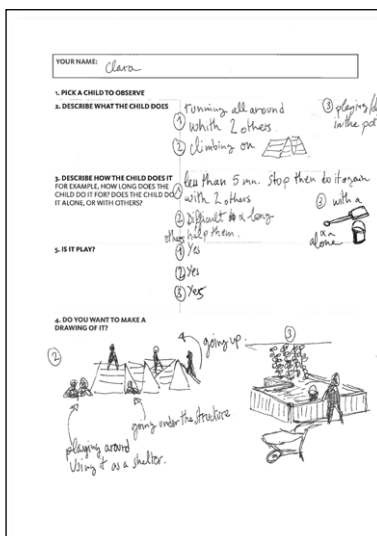 YOUR NAME: Clara
1. PICK A CHILD TO OBSERVE
2. DESCRIBE WHAT THE CHILD DOES
① running all around
whith 2 others.
② climbing on
③ playing/
in the pot
3. DESCRIBE HOW THE CHILD DOES IT
FOR EXAMPLE, HOW LONG DOES THE
CHILD DO IT FOR? DOES THE CHILD DO
IT ALONE, OR WITH OTHERS?
① less than 5 mn. Stop then do it again
with 2 others
② Difficult & long
others help them.
③ with a
alone
5. IS IT PLAY?
① Yes
② Yes
③ Yes
4. DO YOU WANT TO MAKE A
DRAWING OF IT?
②
going up.
③
going under the structure
playing around
Using it as a shelter.